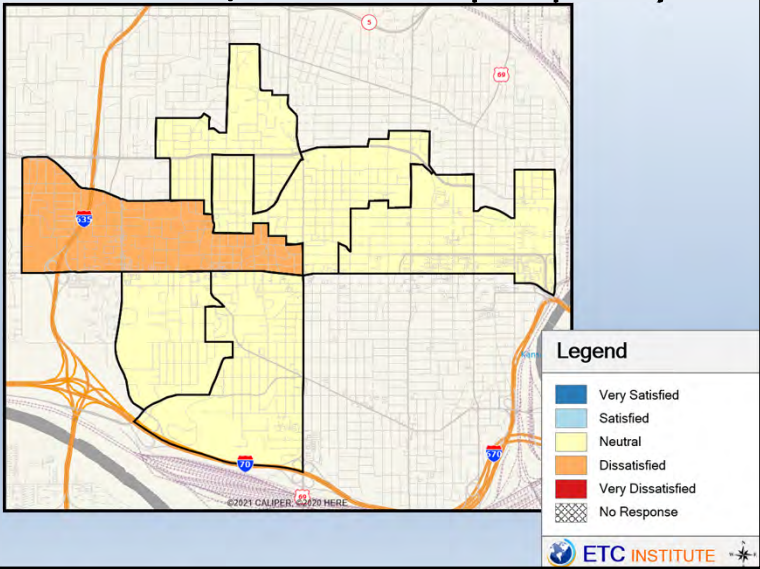 5
69
635
Kans
Legend
Very Satisfied
Satisfied
Neutral
Dissatisfied
Very Dissatisfied
No Response
70
670
69
©2021 CALIPER; ©2020 HERE
ETC INSTITUTE